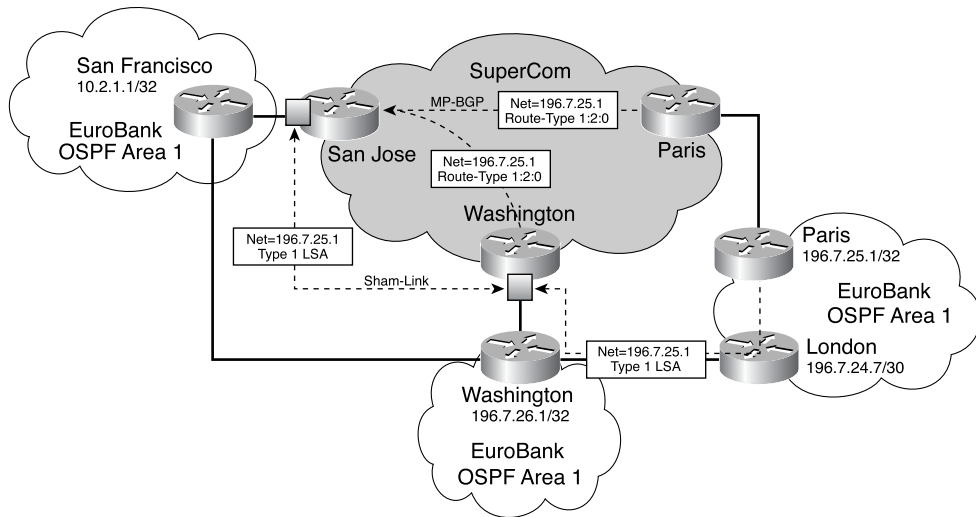 San Francisco
10.2.1.1/32
EuroBank
OSPF Area 1
SuperCom
MP-BGP
Net=196.7.25.1
Route-Type 1:2:0
San Jose
Paris
Net=196.7.25.1
Route-Type 1:2:0
Washington
Net=196.7.25.1
Type 1 LSA
Sham-Link
Paris
196.7.25.1/32
EuroBank
OSPF Area 1
London
196.7.24.7/30
Net=196.7.25.1
Type 1 LSA
Washington
196.7.26.1/32
EuroBank
OSPF Area 1